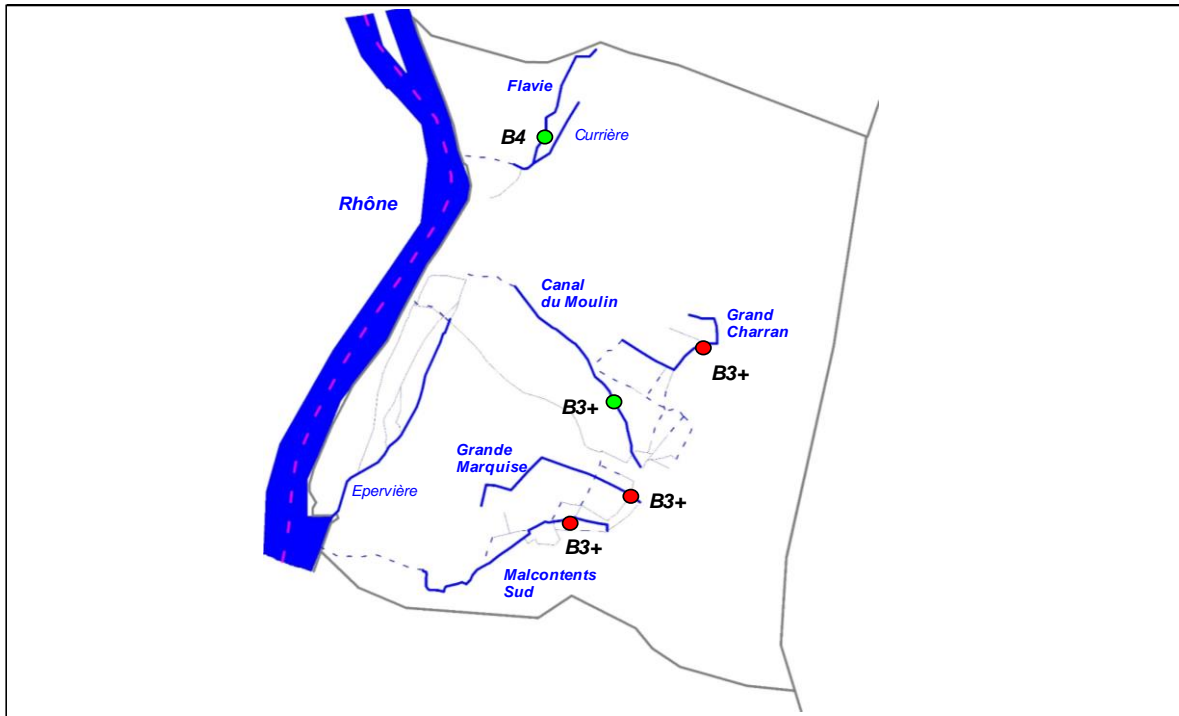 Flavie
B4
Currière
Rhône
Canal
du Moulin
Grand
Charran
B3+
B3+
Grande
Marquise
Epervière
B3+
B3+
Malcontents
Sud